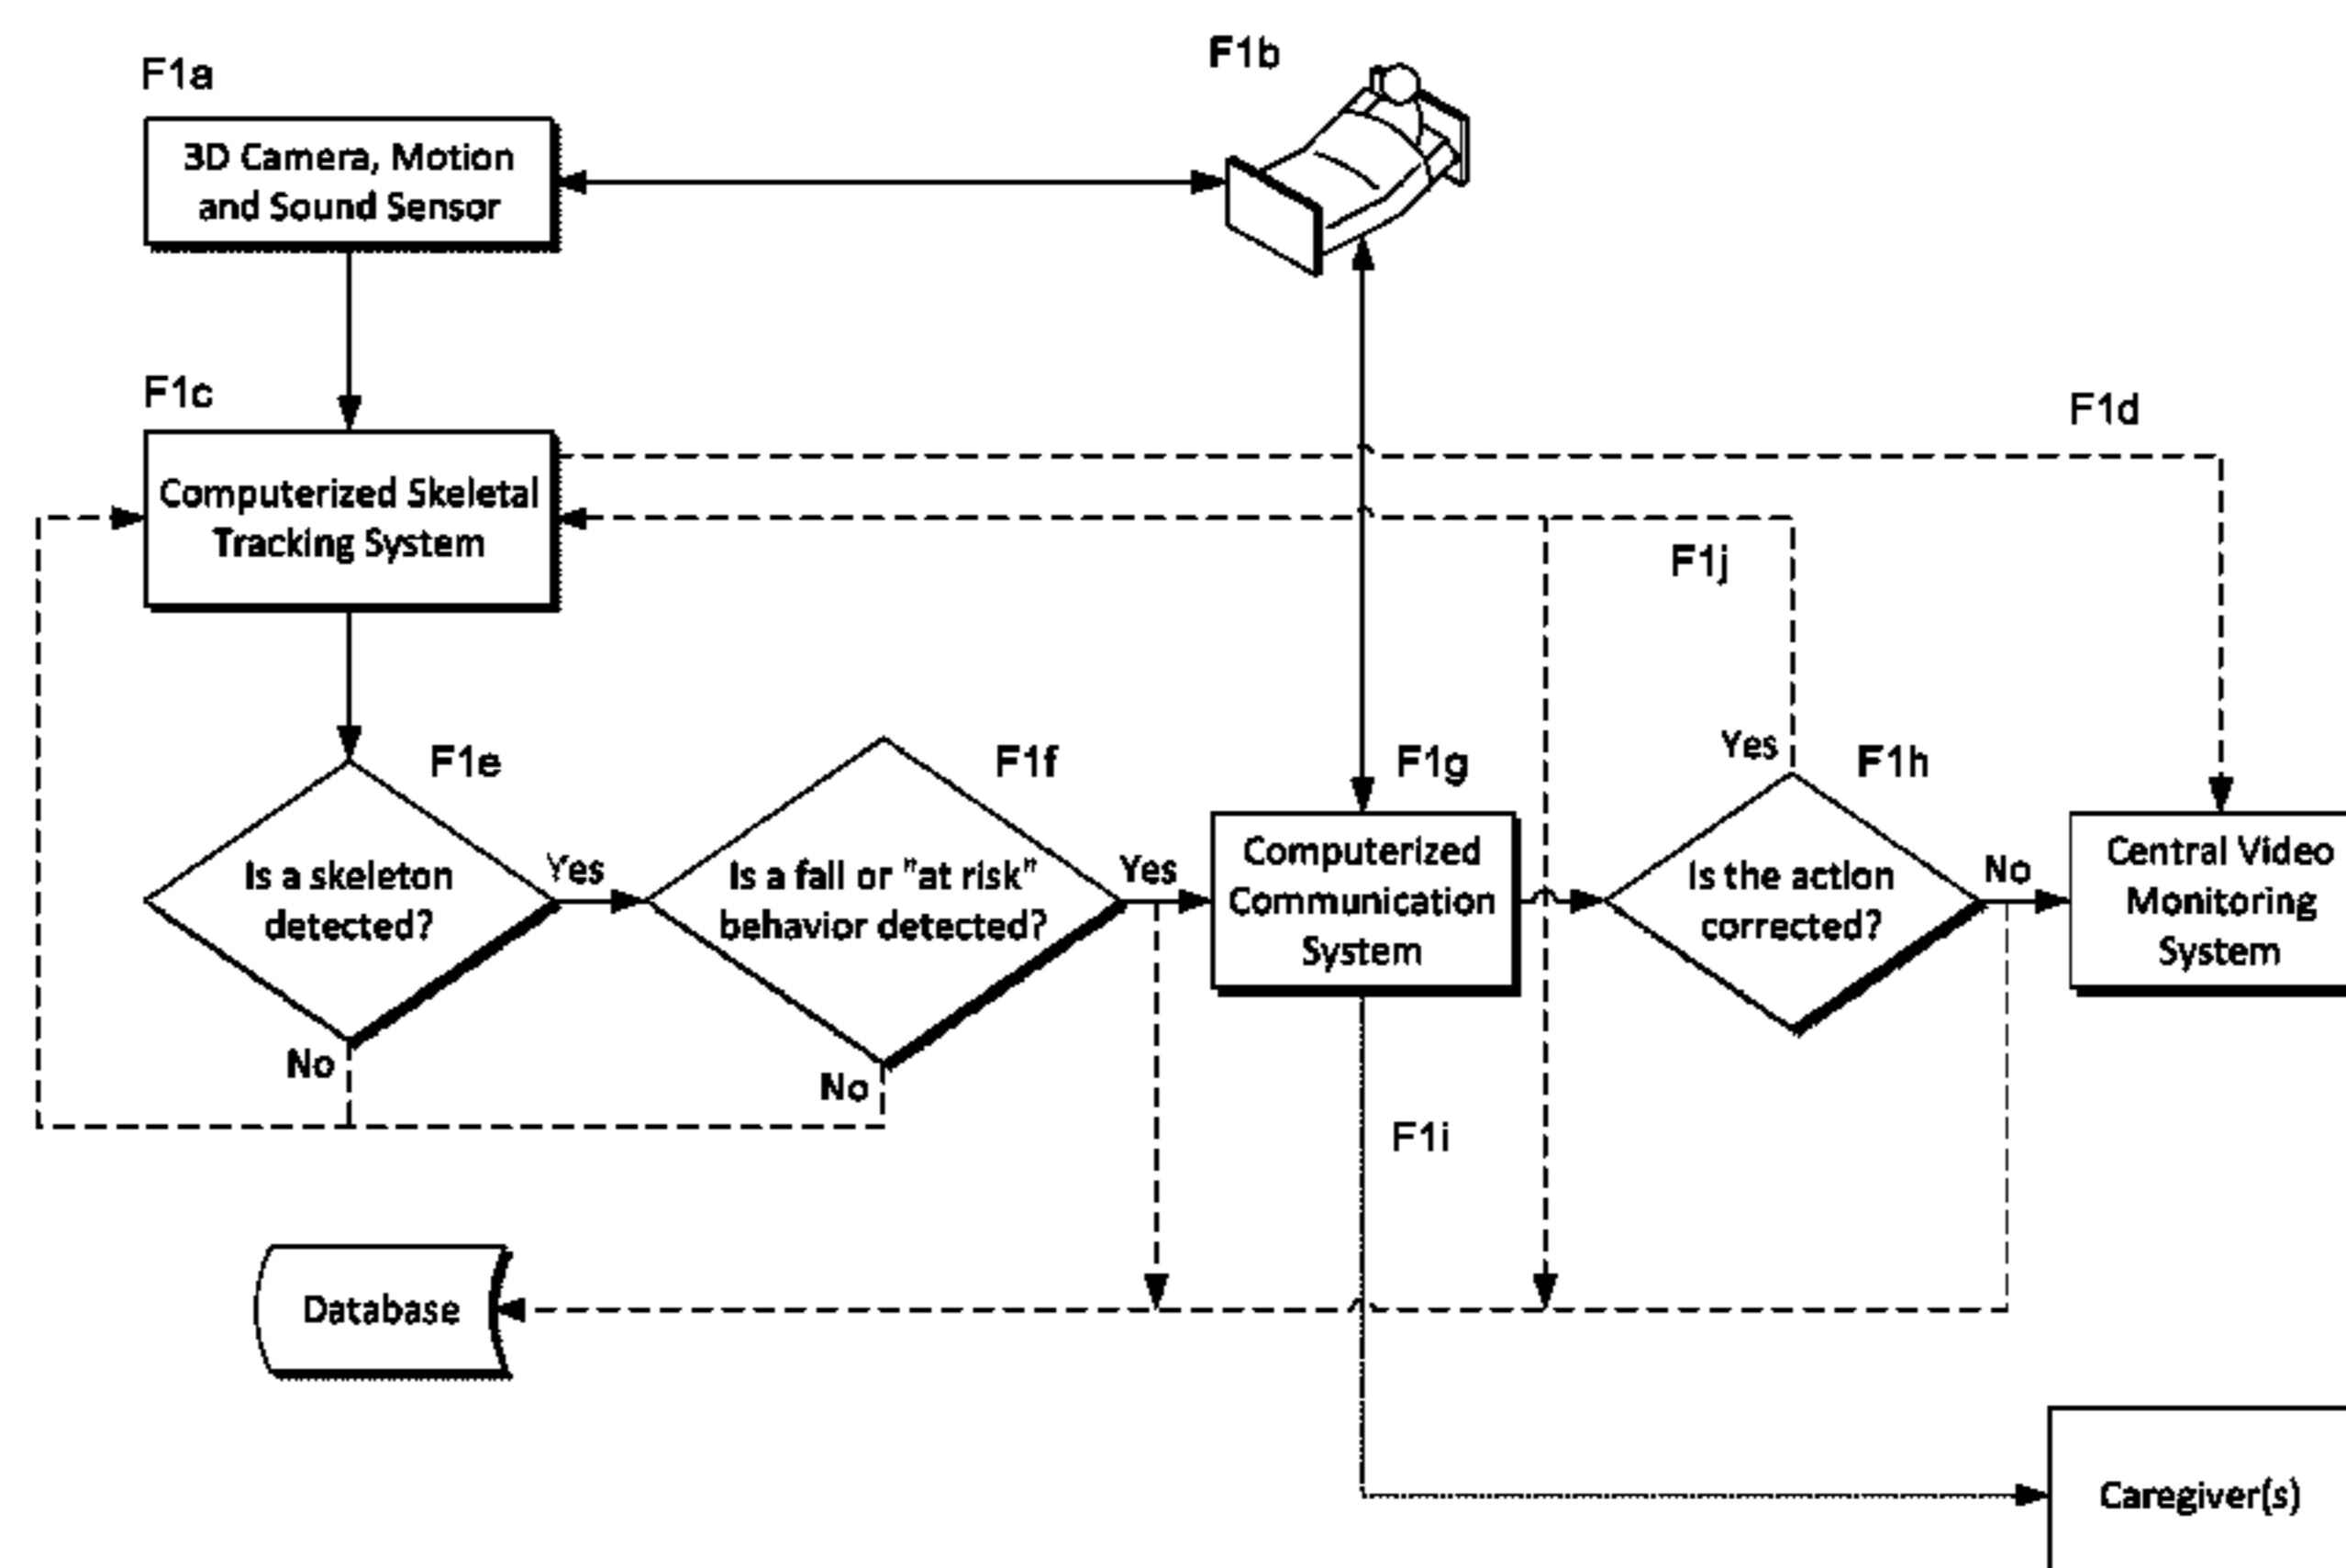 F1a
F1b
3D Camera, Motion
and Sound Sensor
F1c
F1d
Computerized Skeletal
Tracking System
F1j
F1e
F1f
F1g
Yes
F1h
Is a skeleton
detected?
Yes
Is a fall or "at risk"
behavior detected?
Yes
Computerized
Communication
System
Is the action
corrected?
No
Central Video
Monitoring
System
No
No
F1i
Database
Caregiver(s)